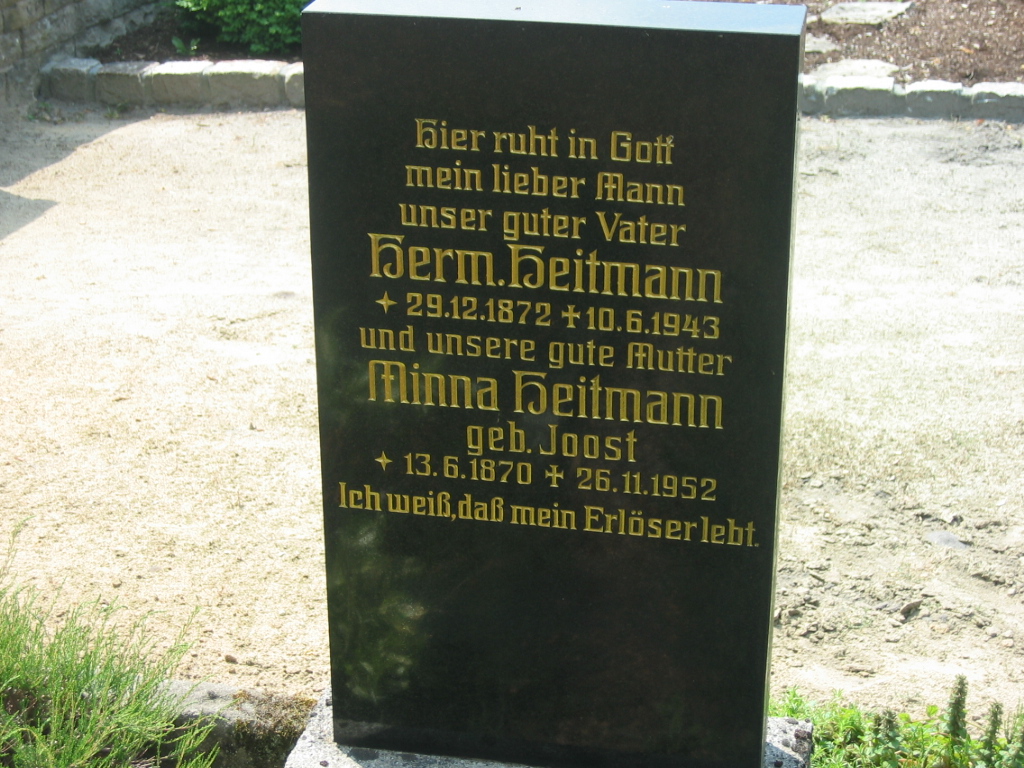 Hier ruht in Gott
mein lieber Mann
unser guter Vater
Herm. Heitmann
✦ 29.12.1872 ✝ 10.6.1943
und unsere gute Mutter
Minna Heitmann
geb. Joost
✦ 13.6.1870 ✝ 26.11.1952
Ich weiß, daß mein Erlöser lebt.